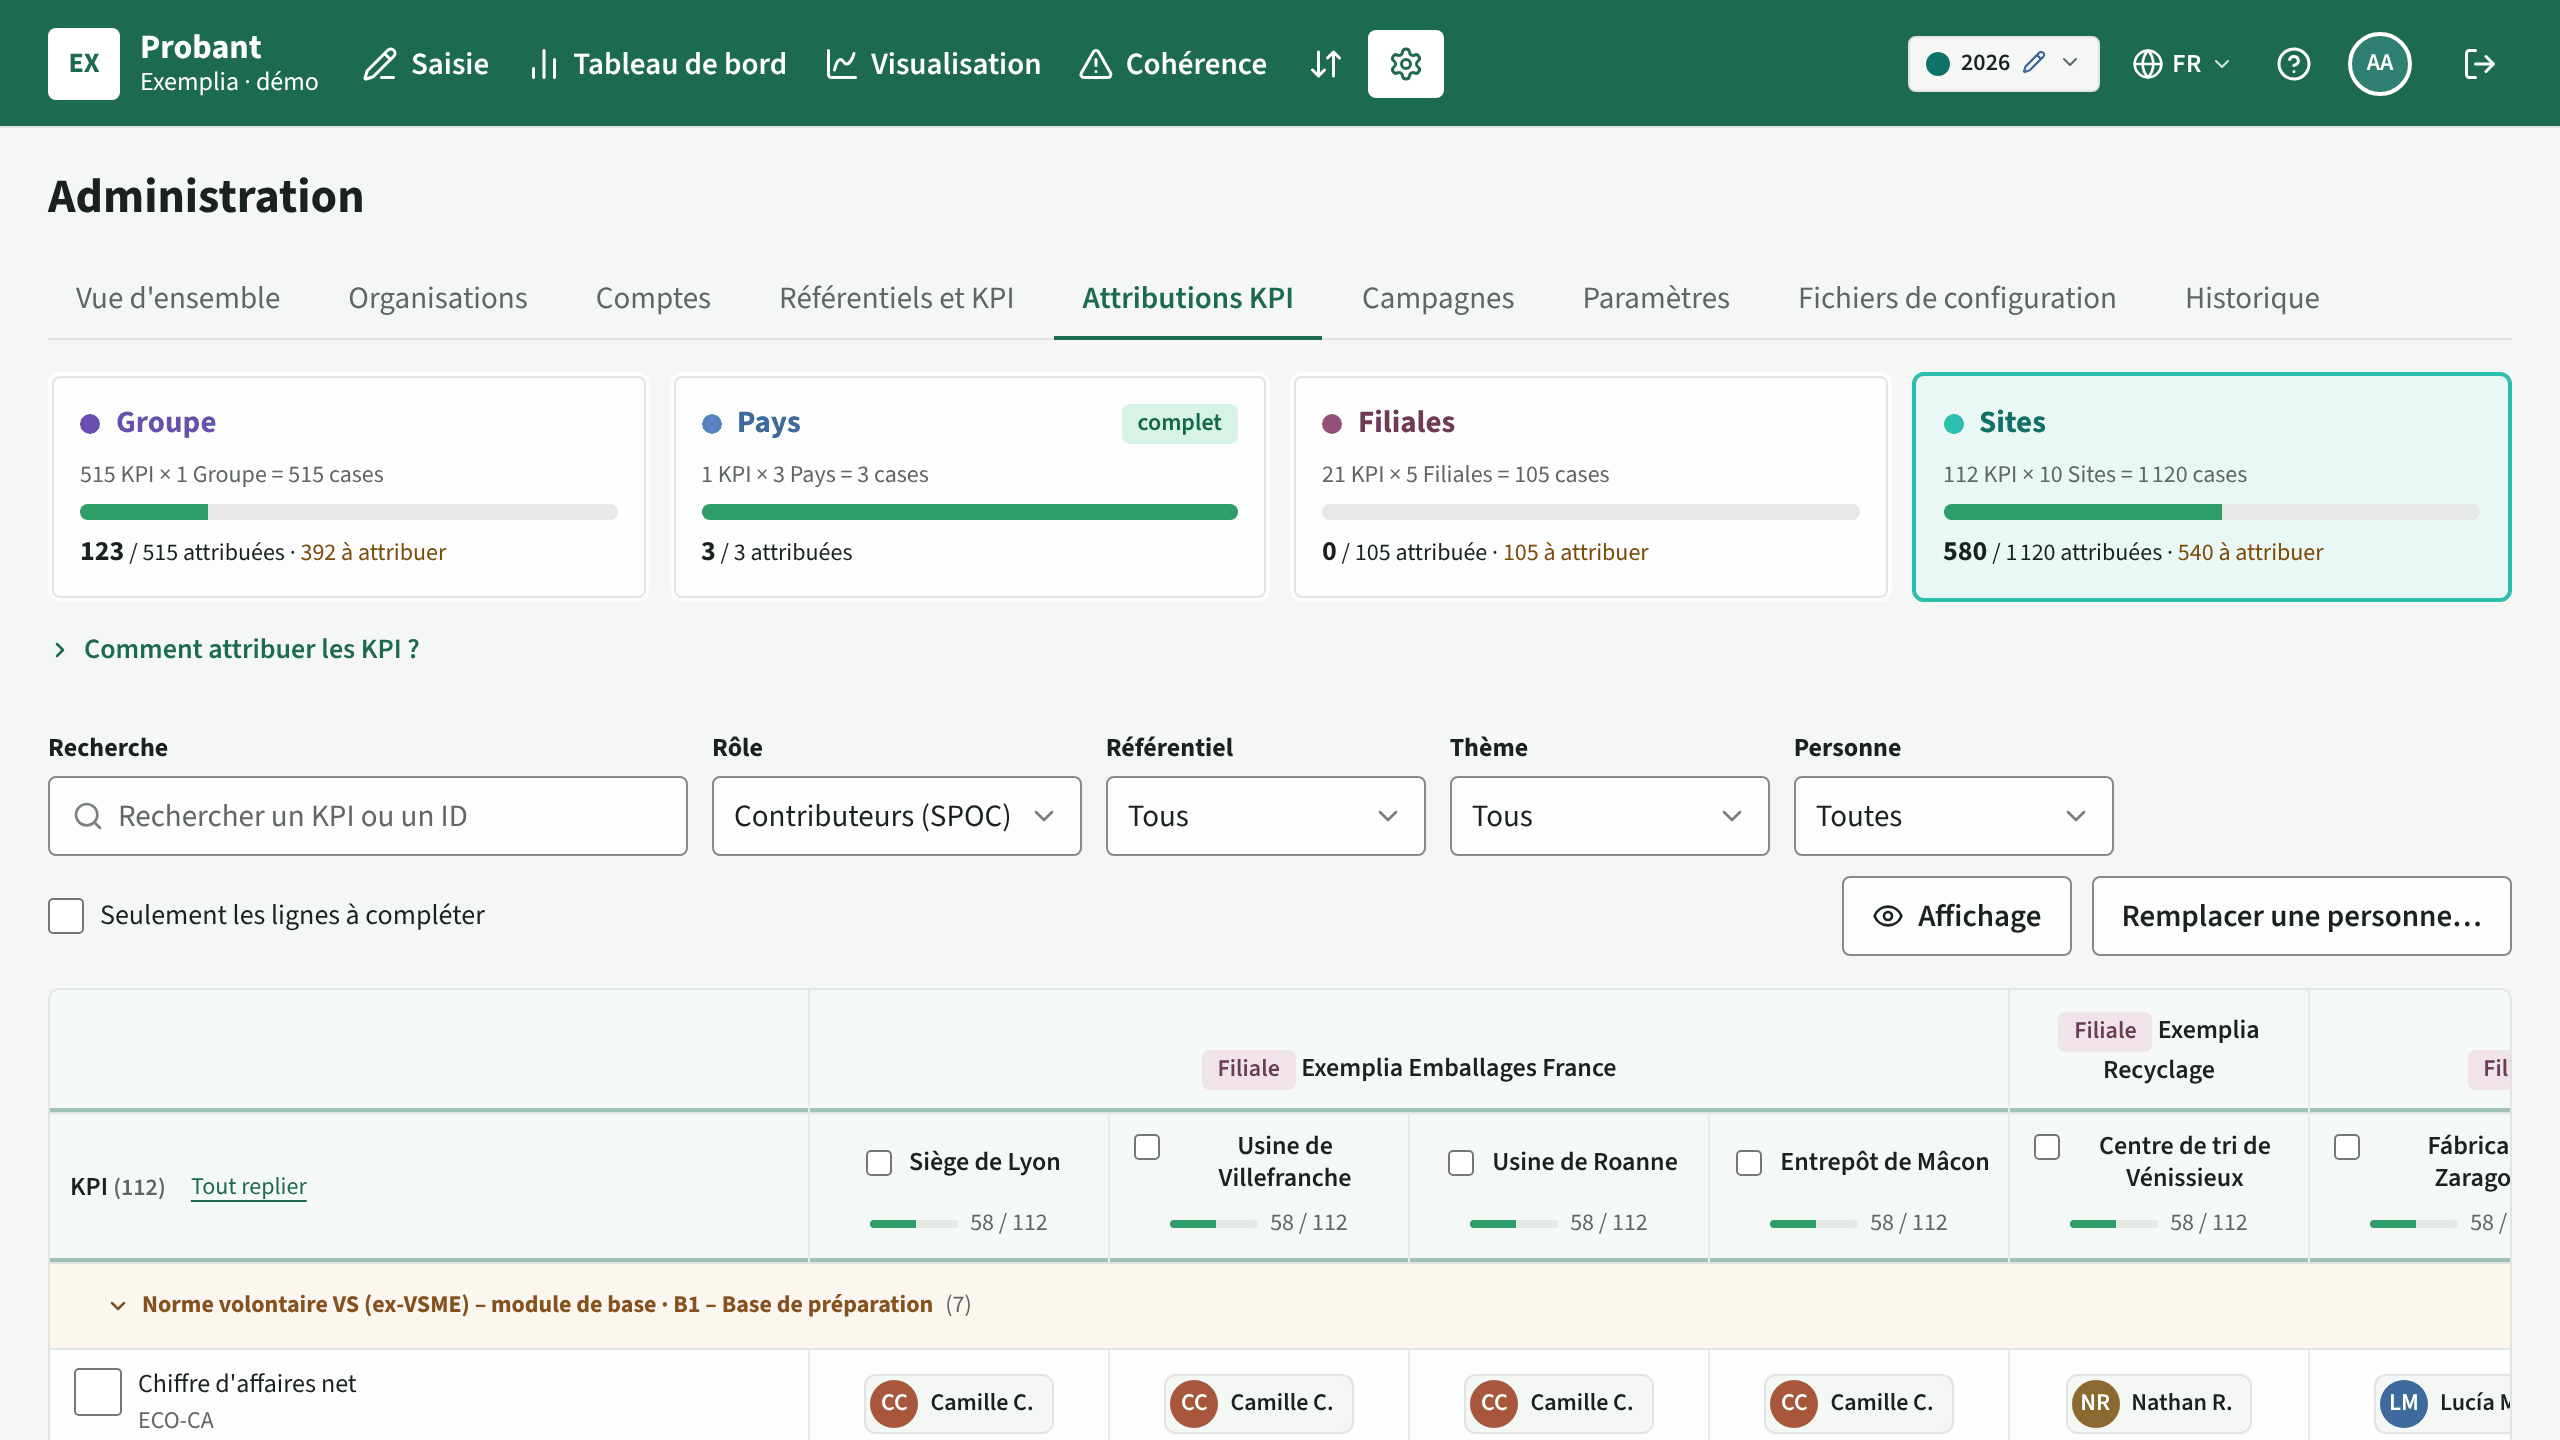 EX
Probant
Exemplia · démo
Saisie
Tableau de bord
Visualisation
Cohérence
2026
FR
AA
Administration
Vue d'ensemble
Organisations
Comptes
Référentiels et KPI
Attributions KPI
Campagnes
Paramètres
Fichiers de configuration
Historique
Groupe
515 KPI × 1 Groupe = 515 cases
123 / 515 attribuées · 392 à attribuer
Pays
complet
1 KPI × 3 Pays = 3 cases
3 / 3 attribuées
Filiales
21 KPI × 5 Filiales = 105 cases
0 / 105 attribuée · 105 à attribuer
Sites
112 KPI × 10 Sites = 1 120 cases
580 / 1 120 attribuées · 540 à attribuer
Comment attribuer les KPI ?
Recherche
Rechercher un KPI ou un ID
Rôle
Contributeurs (SPOC)
Référentiel
Tous
Thème
Tous
Personne
Toutes
Seulement les lignes à compléter
Affichage
Remplacer une personne…
Filiale Exemplia Emballages France
Filiale Exemplia
Recyclage
Fil
KPI (112)
Tout replier
Siège de Lyon
58 / 112
Usine de
Villefranche
58 / 112
Usine de Roanne
58 / 112
Entrepôt de Mâcon
58 / 112
Centre de tri de
Vénissieux
58 / 112
Fábrica
Zarago
58 /
Norme volontaire VS (ex-VSME) – module de base · B1 – Base de préparation (7)
Chiffre d'affaires net
ECO-CA
CC Camille C.
CC Camille C.
CC Camille C.
CC Camille C.
NR Nathan R.
LM Lucía M